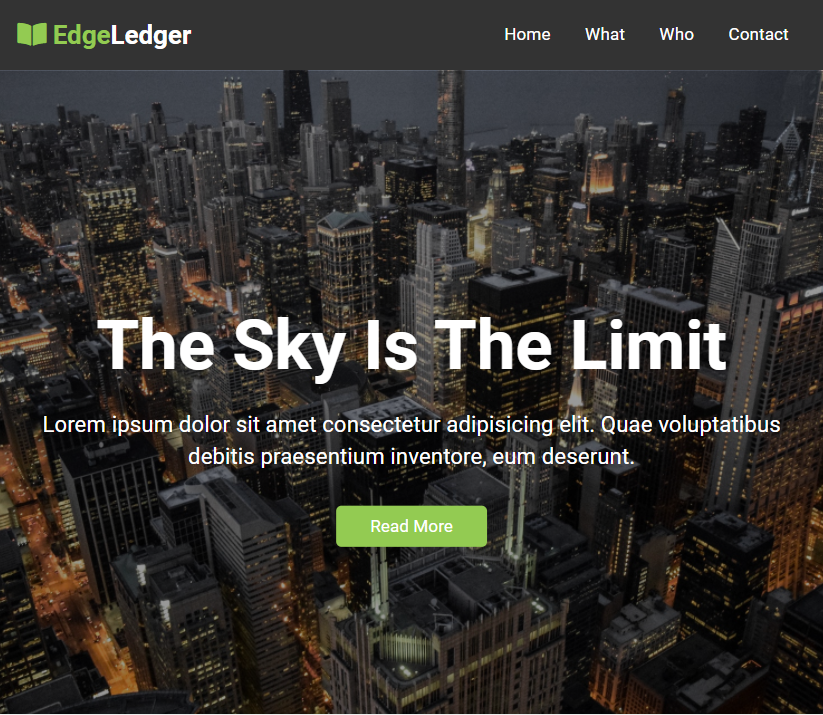 EdgeLedger
Home What Who Contact
The Sky Is The Limit
Lorem ipsum dolor sit amet consectetur adipisicing elit. Quae voluptatibus
debitis praesentium inventore, eum deserunt.
Read More